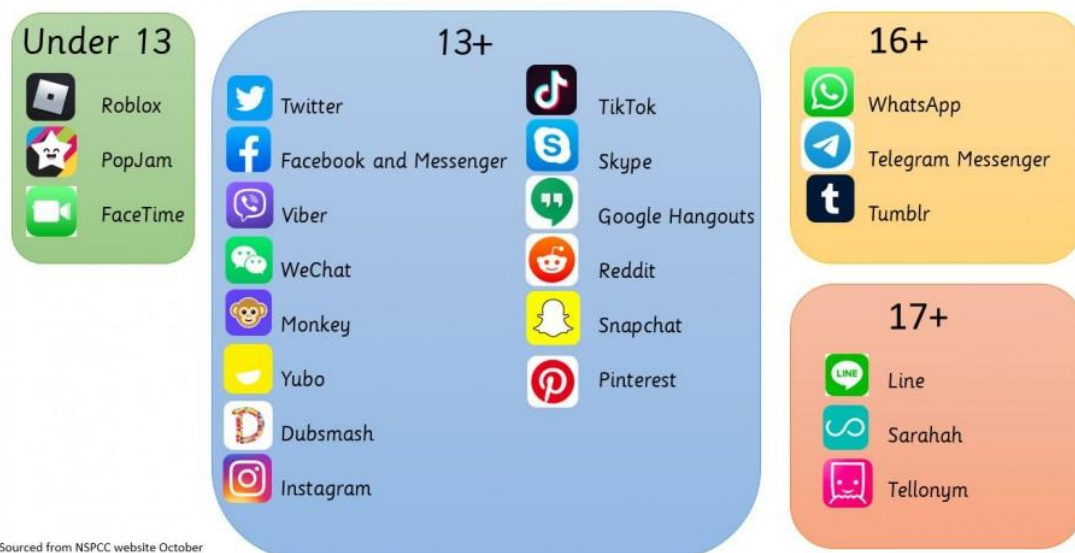 Under 13
Roblox
PopJam
FaceTime
13+
Twitter
Facebook and Messenger
Viber
WeChat
Monkey
Yubo
Dubsmash
Instagram
TikTok
Skype
Google Hangouts
Reddit
Snapchat
Pinterest
16+
WhatsApp
Telegram Messenger
t
Tumblr
17+
LINE
Line
Sarahah
Tellonym
Sourced from NSPCC website October